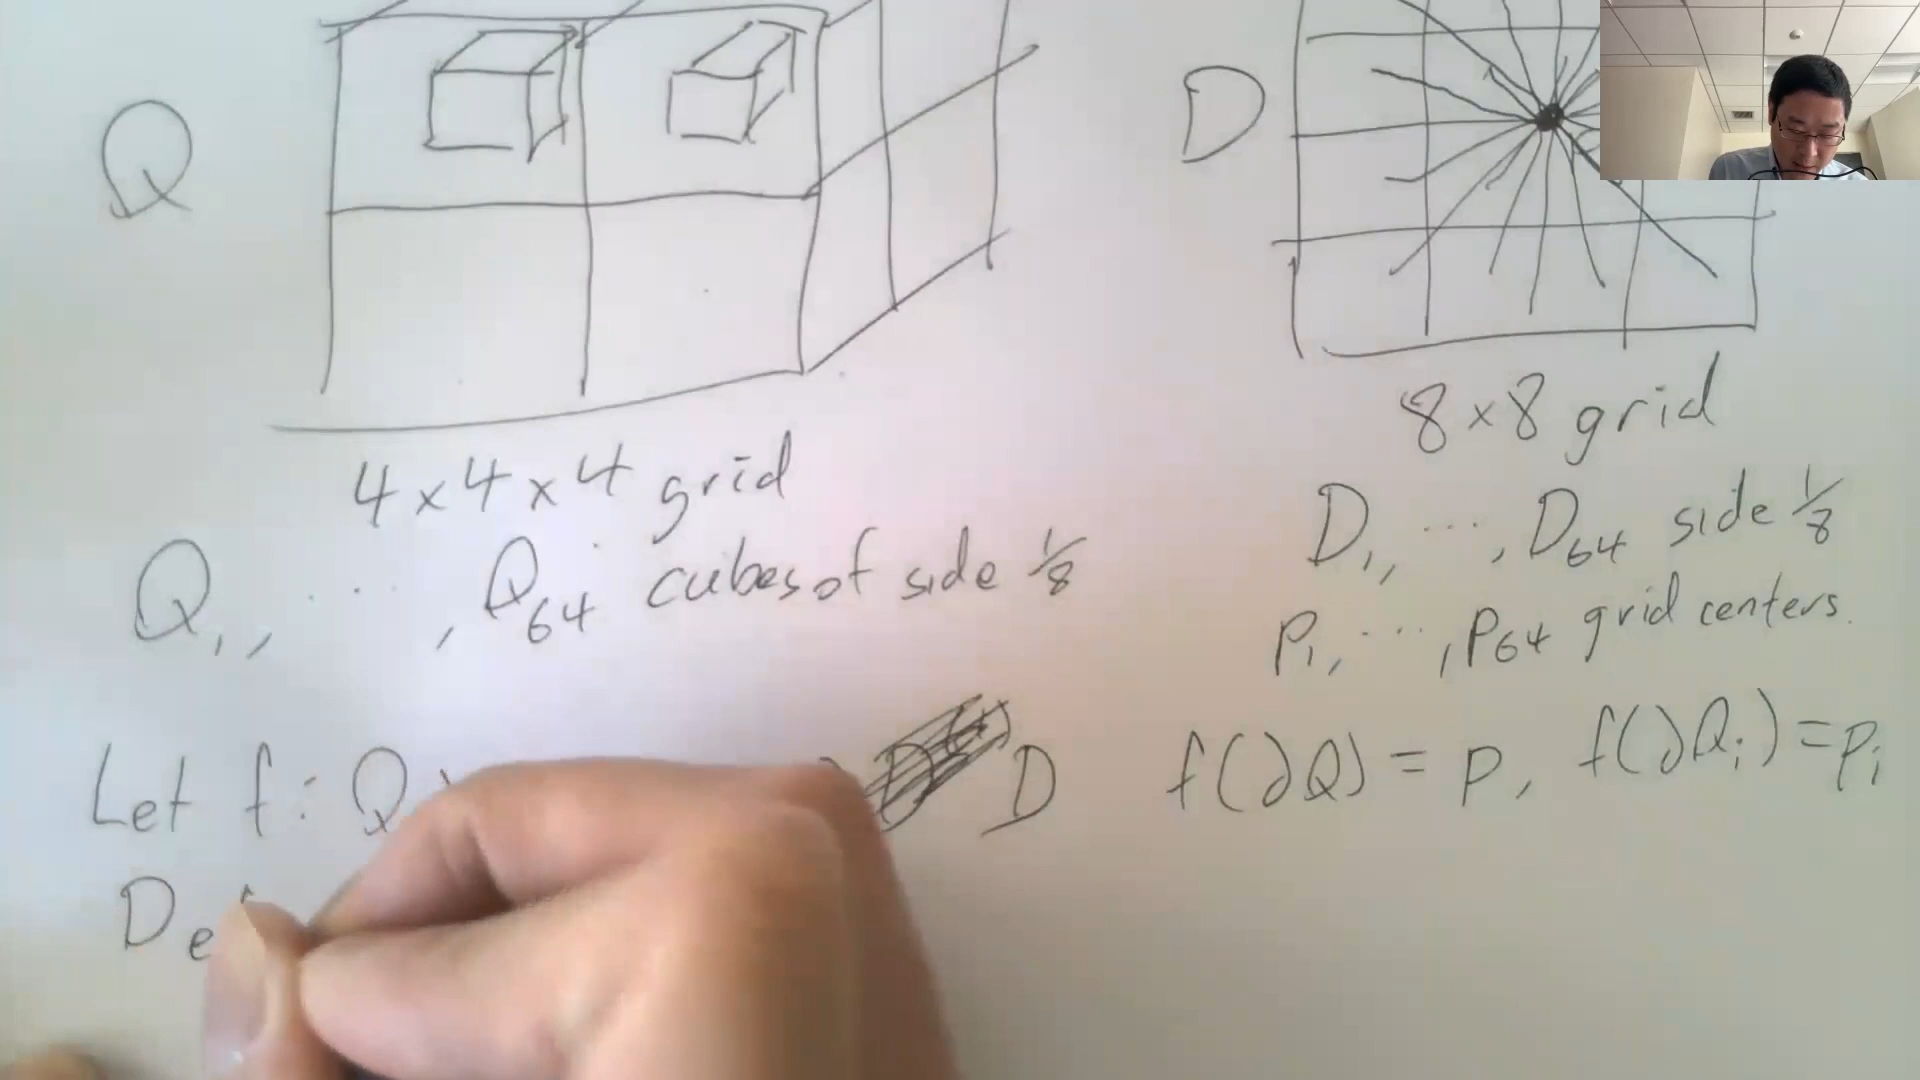 Q
D
4 x 4 x 4 grid
8 x 8 grid
Q₁, ..., Q₆₄ cubes of side 1/8
D₁, ..., D₆₄ side 1/8
p₁, ..., p₆₄ grid centers.
Let f: Q D f(∂Q) = p, f(∂Qᵢ) = pᵢ